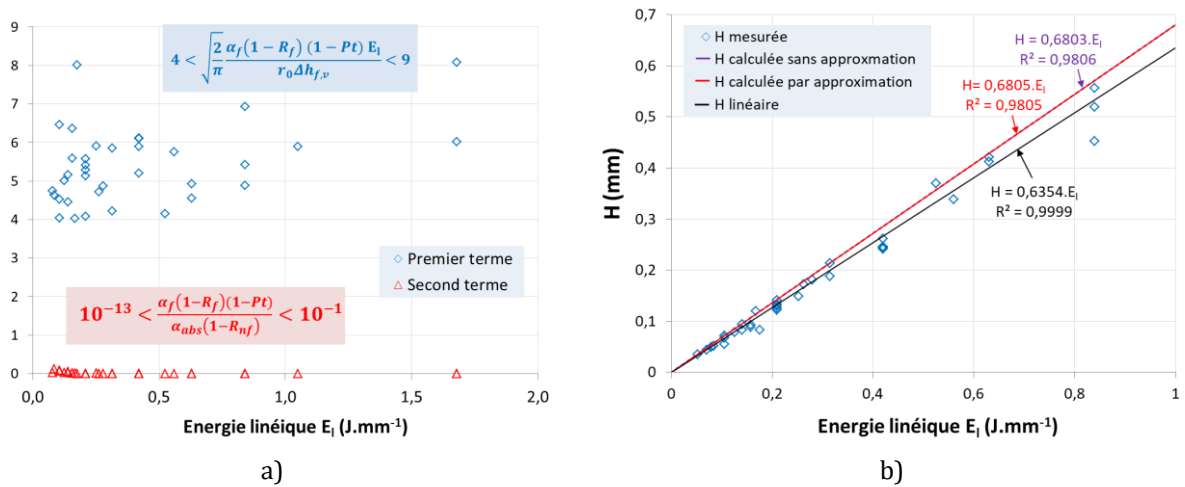 9
8
7
6
5
4
3
2
1
0
4 < √(2/π) α_f(1−R_f) (1−Pt) E_l / r_0Δh_f,v < 9
Premier terme
Second terme
10^−13 < α_f(1−R_f)(1−Pt) / α_abs(1−R_nf) < 10^−1
0,0
0,5
1,0
1,5
2,0
Energie linéique E_l (J.mm⁻¹)
a)
H (mm)
0,7
0,6
0,5
0,4
0,3
0,2
0,1
0
H mesurée
H calculée sans approxmation
H calculée par approximation
H linéaire
H = 0,6803.E_l
R² = 0,9806
H= 0,6805.E_l
R² = 0,9805
H = 0,6354.E_l
R² = 0,9999
0
0,2
0,4
0,6
0,8
1
Energie linéique E_l (J.mm⁻¹)
b)